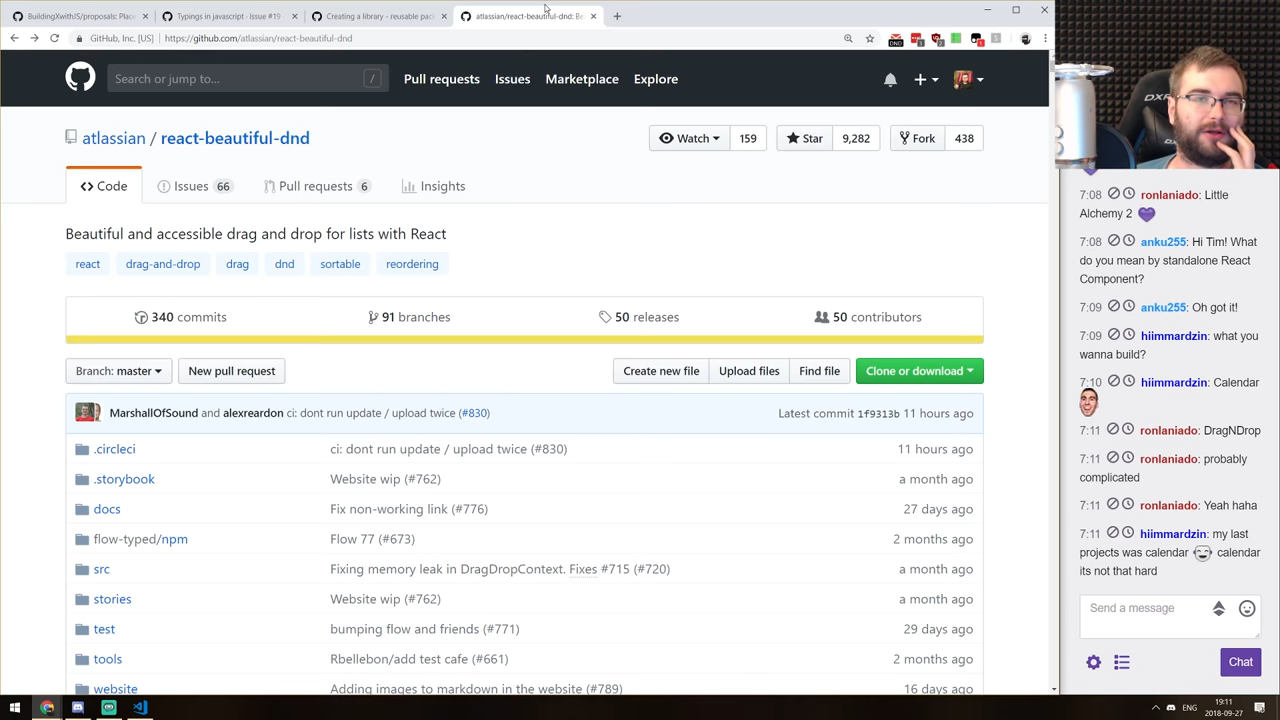 BuildingXwithJS/proposals: Place
Typings in javascript · Issue #19
Creating a library - reusable pac
atlassian/react-beautiful-dnd: Be
GitHub, Inc. [US]
https://github.com/atlassian/react-beautiful-dnd
DND
Search or jump to...
/
Pull requests
Issues
Marketplace
Explore
atlassian / react-beautiful-dnd
Watch
159
Star
9,282
Fork
438
Code
Issues 66
Pull requests 6
Insights
Beautiful and accessible drag and drop for lists with React
react
drag-and-drop
drag
dnd
sortable
reordering
340 commits
91 branches
50 releases
50 contributors
Branch: master
New pull request
Create new file
Upload files
Find file
Clone or download
MarshallOfSound and alexreardon ci: dont run update / upload twice (#830)
Latest commit 1f9313b 11 hours ago
.circleci
ci: dont run update / upload twice (#830)
11 hours ago
.storybook
Website wip (#762)
a month ago
docs
Fix non-working link (#776)
27 days ago
flow-typed/npm
Flow 77 (#673)
2 months ago
src
Fixing memory leak in DragDropContext. Fixes #715 (#720)
a month ago
stories
Website wip (#762)
a month ago
test
bumping flow and friends (#771)
29 days ago
tools
Rbellebon/add test cafe (#661)
2 months ago
website
Adding images to markdown in the website (#789)
16 days ago
DXR
7:08 ronlaniado: Little
Alchemy 2
7:08 anku255: Hi Tim! What
do you mean by standalone React
Component?
7:09 anku255: Oh got it!
7:09 hiimmardzin: what you
wanna build?
7:10 hiimmardzin: Calendar
7:11 ronlaniado: DragNDrop
7:11 ronlaniado: probably
complicated
7:11 ronlaniado: Yeah haha
7:11 hiimmardzin: my last
projects was calendar calendar
its not that hard
Send a message
Chat
ENG
19:11
2018-09-27